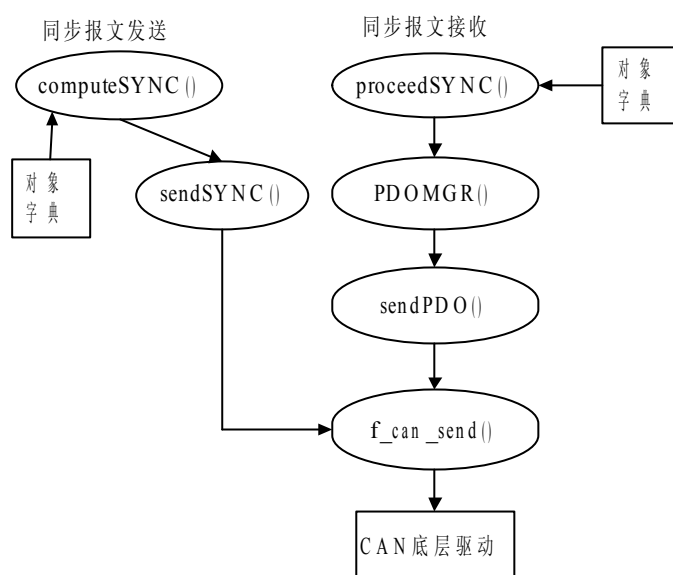 同步报文发送
同步报文接收
computeSYNC()
proceedSYNC()
对象
字典
对象
字典
sendSYNC()
PDOMGR()
sendPDO()
f_can_send()
CAN底层驱动